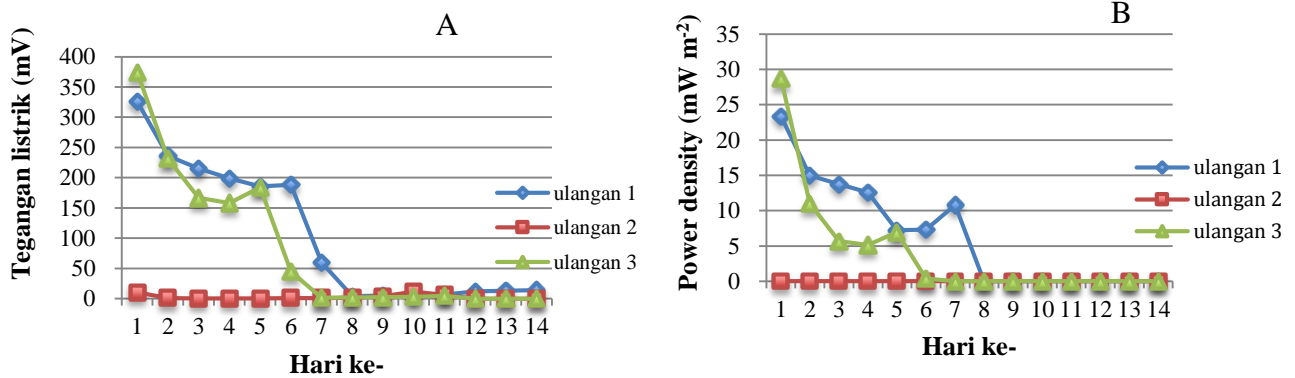 A
Tegangan listrik (mV)
400
350
300
250
200
150
100
50
0
1 2 3 4 5 6 7 8 9 10 11 12 13 14
Hari ke-
ulangan 1
ulangan 2
ulangan 3
B
Power density (mW m-2)
35
30
25
20
15
10
5
0
1 2 3 4 5 6 7 8 9 10 11 12 13 14
Hari ke-
ulangan 1
ulangan 2
ulangan 3